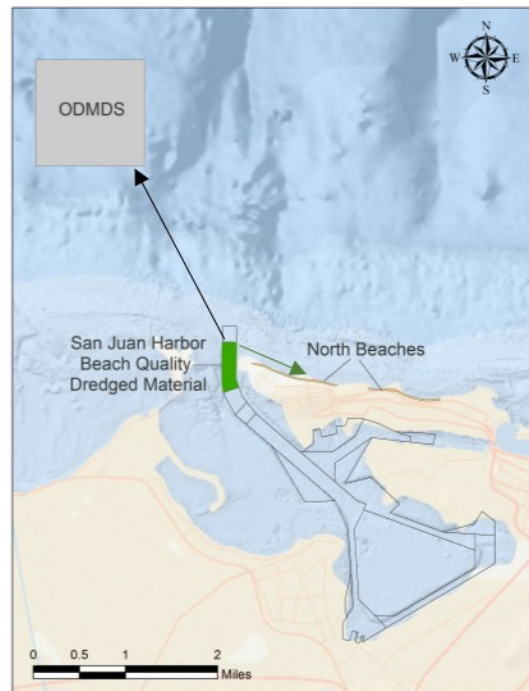 N
W E
S
ODMDS
San Juan Harbor
Beach Quality
Dredged Material
North Beaches
0 0.5 1 2
Miles